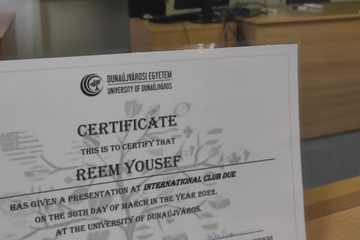 DUNAÚJVÁROSI EGYETEM
UNIVERSITY OF DUNAÚJVÁROS
CERTIFICATE
THIS IS TO CERTIFY THAT
REEM YOUSEF
HAS GIVEN A PRESENTATION AT INTERNATIONAL CLUB DUE
ON THE 30TH DAY OF MARCH IN THE YEAR 2022.
AT THE UNIVERSITY OF DUNAÚJVÁROS.